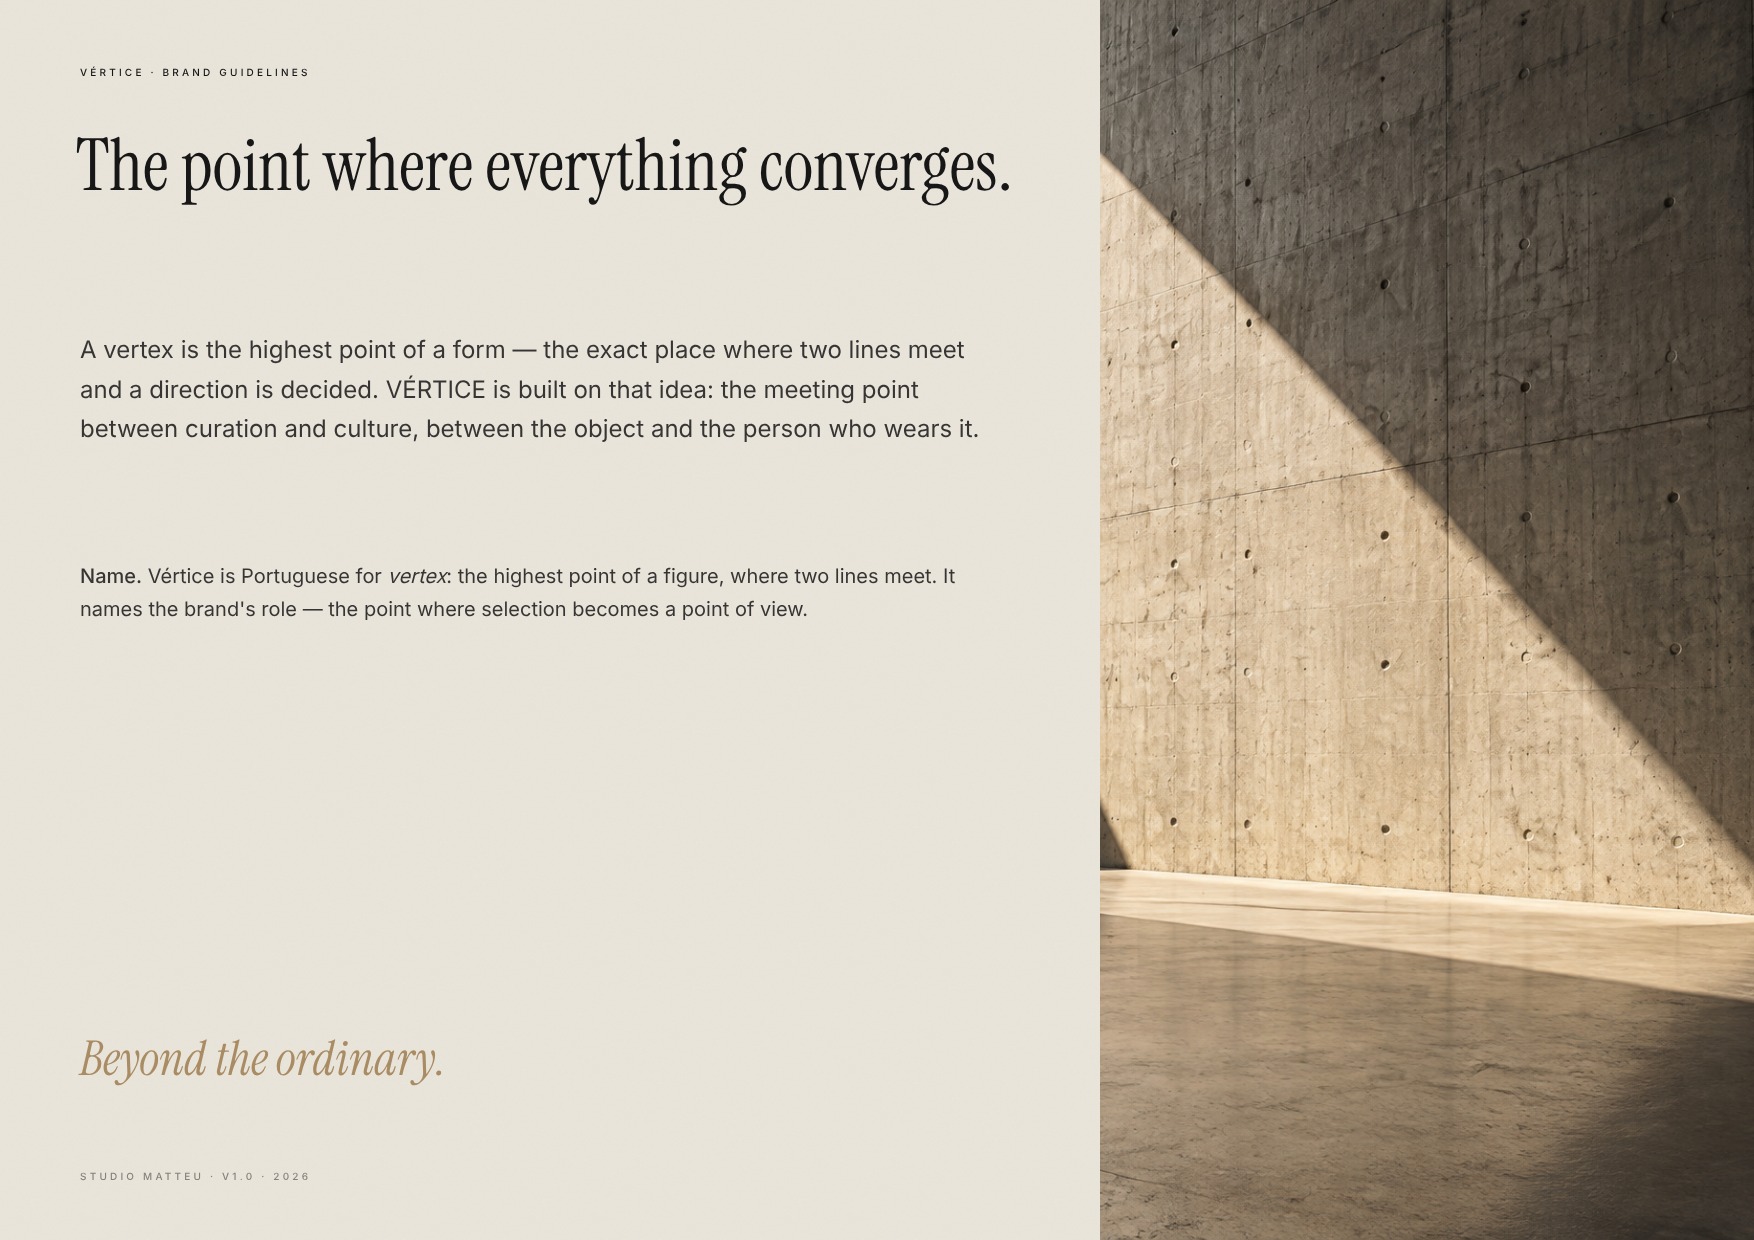 VÉRTICE · BRAND GUIDELINES
The point where everything converges.
A vertex is the highest point of a form — the exact place where two lines meet
and a direction is decided. VÉRTICE is built on that idea: the meeting point
between curation and culture, between the object and the person who wears it.
Name. Vértice is Portuguese for vertex: the highest point of a figure, where two lines meet. It
names the brand's role — the point where selection becomes a point of view.
Beyond the ordinary.
STUDIO MATTEU · V1.0 · 2026